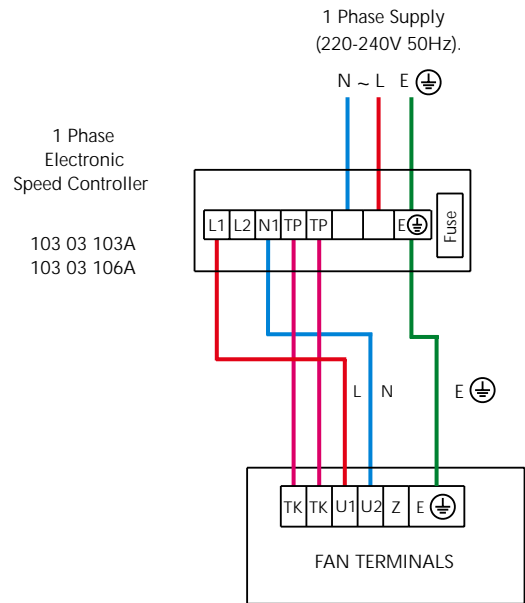 1 Phase Supply
(220-240V 50Hz).
N ~ L E
1 Phase
Electronic
Speed Controller
103 03 103A
103 03 106A
L1 L2 N1 TP TP E
Fuse
L N E
TK TK U1 U2 Z E
FAN TERMINALS